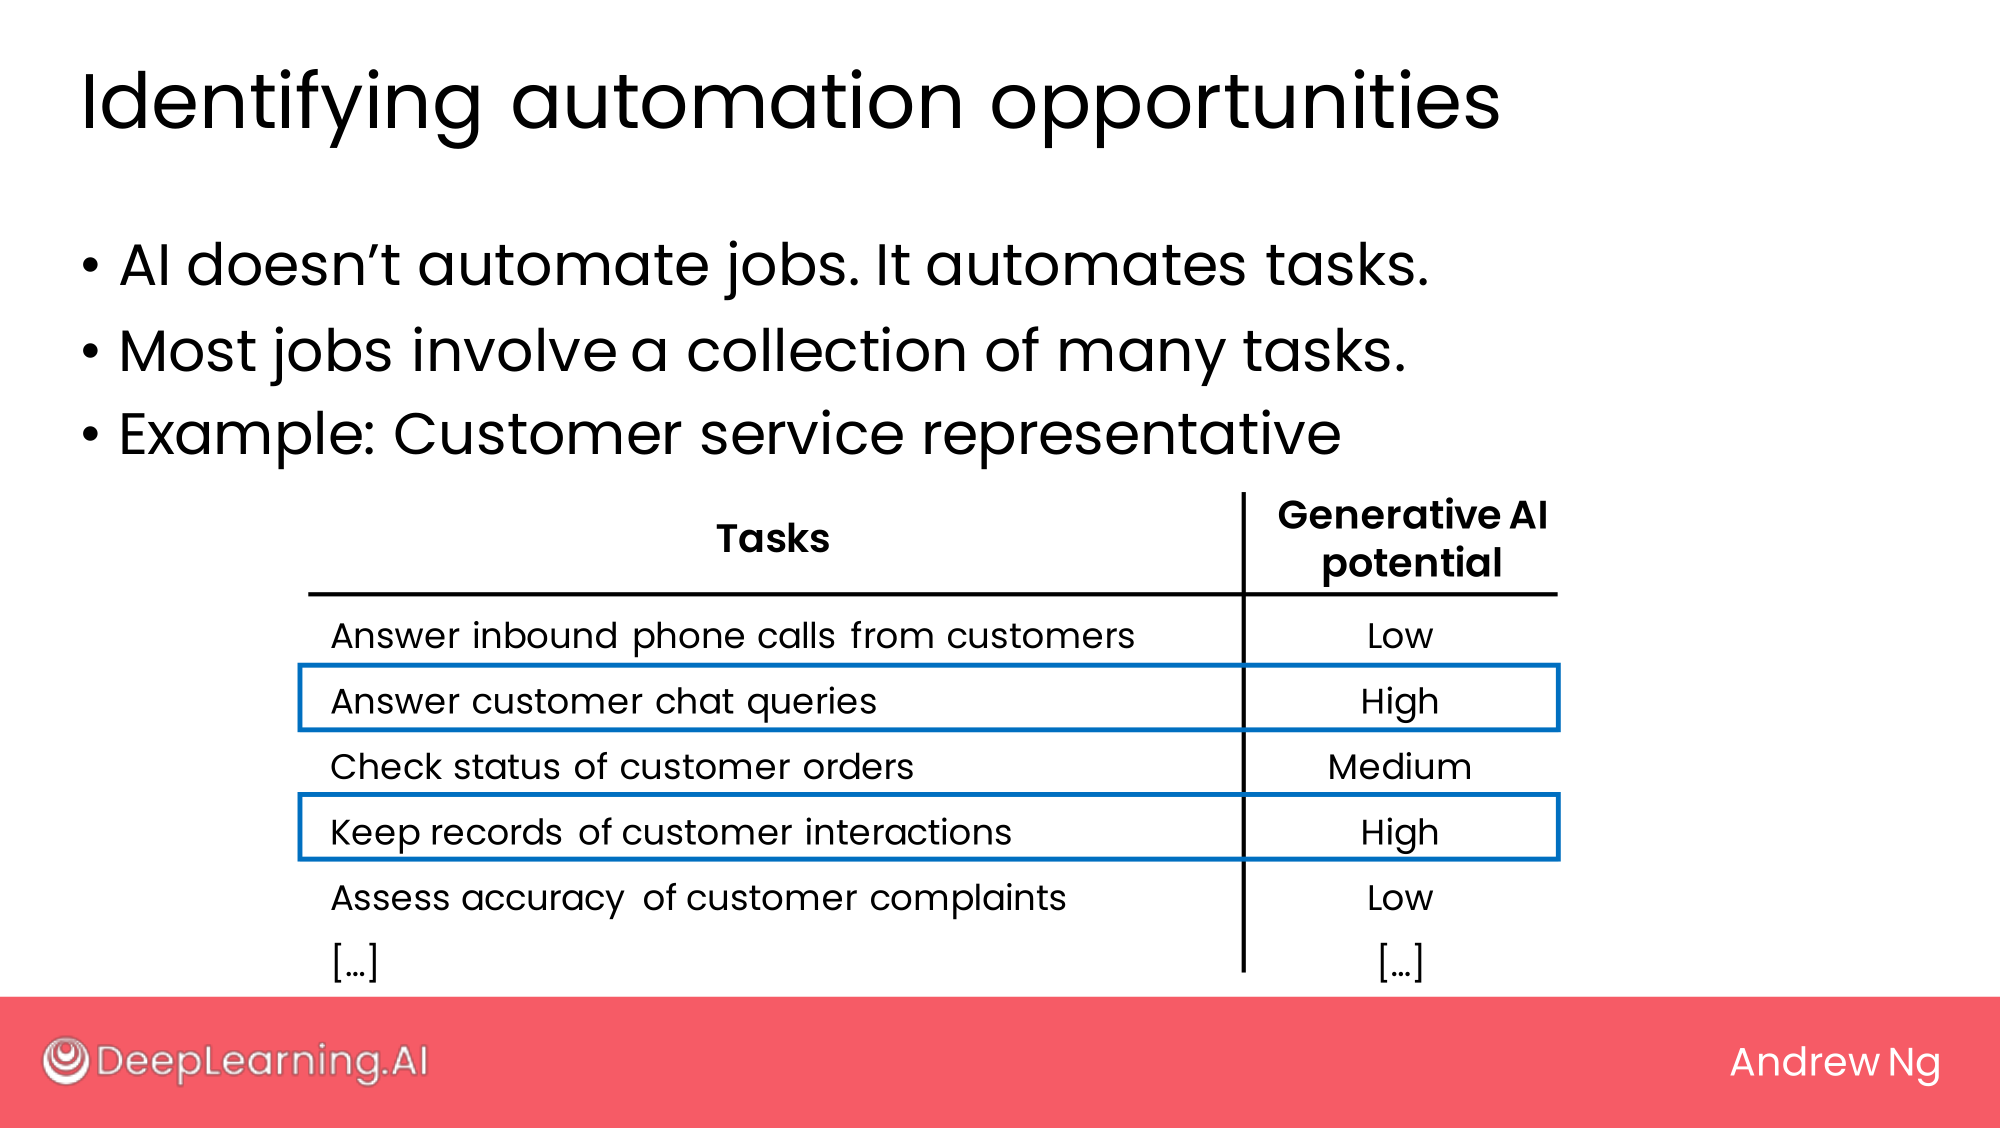 Identifying automation opportunities
• AI doesn’t automate jobs. It automates tasks.
• Most jobs involve a collection of many tasks.
• Example: Customer service representative
Tasks
Generative AI
potential
Answer inbound phone calls from customers Low
Answer customer chat queries High
Check status of customer orders Medium
Keep records of customer interactions High
Assess accuracy of customer complaints Low
[...] [...]
DeepLearning.AI
Andrew Ng